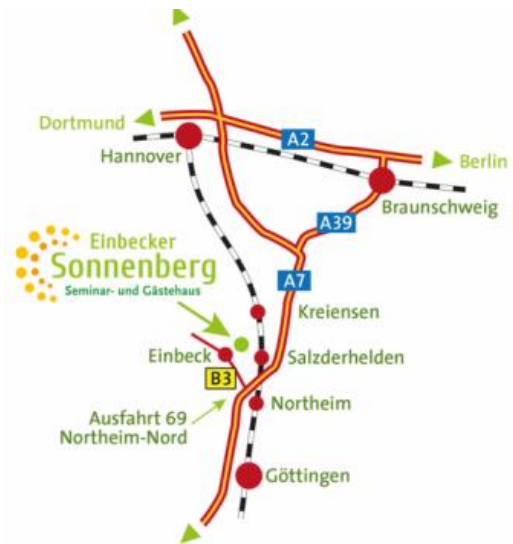 Dortmund
A2
Hannover
Berlin
Braunschweig
A39
Einbecker
Sonnenberg
Seminar- und Gästehaus
A7
Kreiensen
Einbeck
Salzderhelden
B3
Ausfahrt 69
Northeim-Nord
Northeim
Göttingen